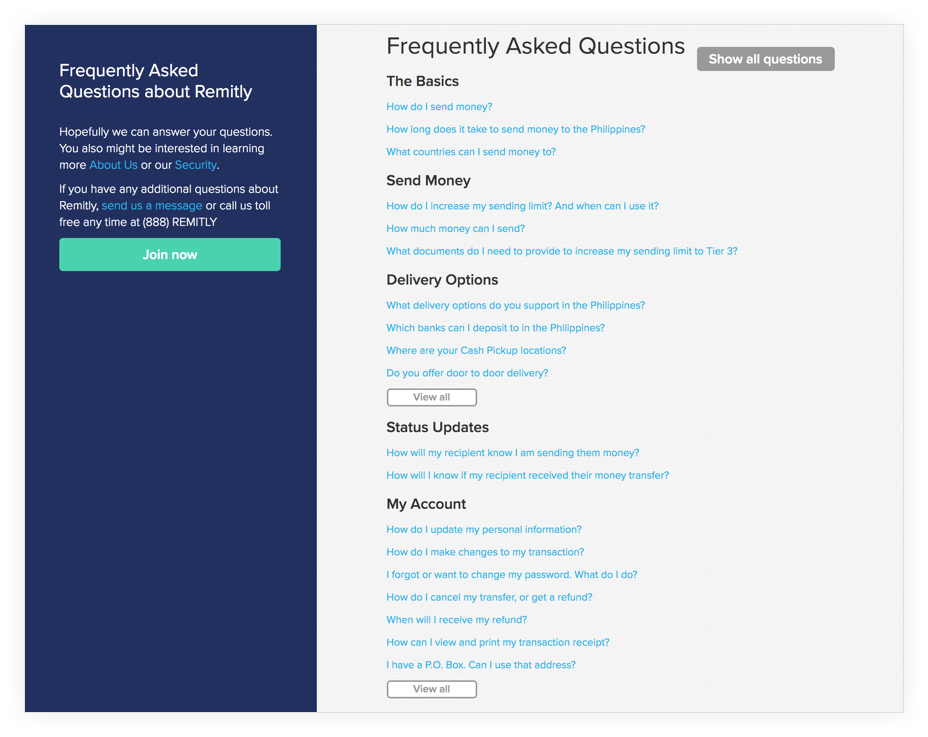 Frequently Asked
Questions about Remitly
Hopefully we can answer your questions.
You also might be interested in learning
more About Us or our Security.
If you have any additional questions about
Remitly, send us a message or call us toll
free any time at (888) REMITLY
Join now
Frequently Asked Questions
Show all questions
The Basics
How do I send money?
How long does it take to send money to the Philippines?
What countries can I send money to?
Send Money
How do I increase my sending limit? And when can I use it?
How much money can I send?
What documents do I need to provide to increase my sending limit to Tier 3?
Delivery Options
What delivery options do you support in the Philippines?
Which banks can I deposit to in the Philippines?
Where are your Cash Pickup locations?
Do you offer door to door delivery?
View all
Status Updates
How will my recipient know I am sending them money?
How will I know if my recipient received their money transfer?
My Account
How do I update my personal information?
How do I make changes to my transaction?
I forgot or want to change my password. What do I do?
How do I cancel my transfer, or get a refund?
When will I receive my refund?
How can I view and print my transaction receipt?
I have a P.O. Box. Can I use that address?
View all